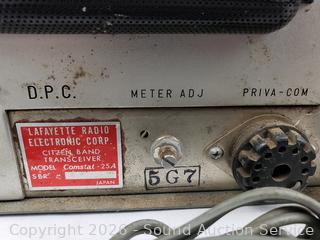 D.P.C.
METER ADJ
PRIVA-COM
LAFAYETTE RADIO
ELECTRONIC CORP.
CITIZEN BAND
TRANSCEIVER
MODEL Comstat-25A
JAPAN
5G7
Copyright 2026 - Sound Auction Service